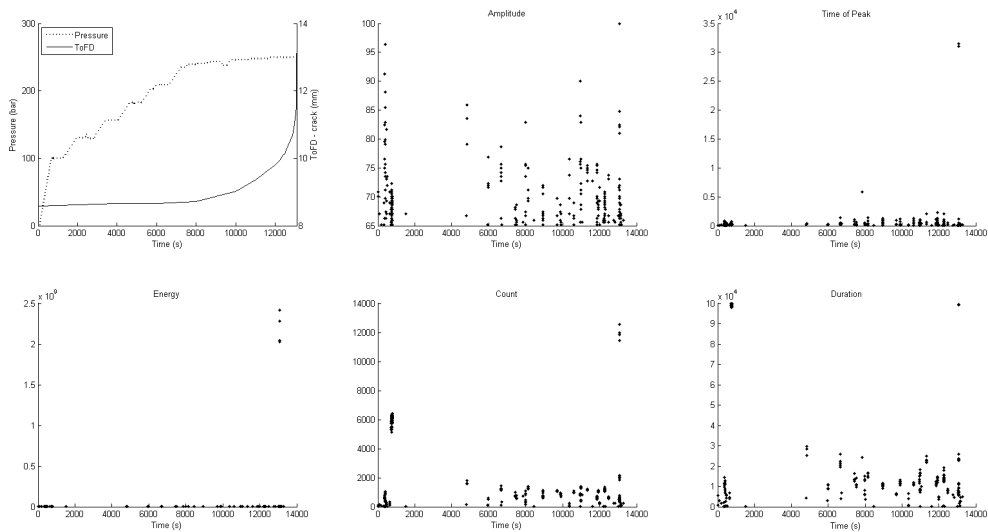 300
250
200
150
100
50
0
Pressure
ToFD
Pressure (bar)
14
12
10
8
ToFD - crack (mm)
0 2000 4000 6000 8000 10000 12000
Time (s)
Amplitude
100
95
90
85
80
75
70
65
0 2000 4000 6000 8000 10000 12000 14000
Time (s)
Time of Peak
x 10^4
3.5
3
2.5
2
1.5
1
0.5
0
0 2000 4000 6000 8000 10000 12000 14000
Time (s)
Energy
x 10^9
2.5
2
1.5
1
0.5
0
0 2000 4000 6000 8000 10000 12000 14000
Time (s)
Count
14000
12000
10000
8000
6000
4000
2000
0
0 2000 4000 6000 8000 10000 12000 14000
Time (s)
Duration
x 10^4
10
9
8
7
6
5
4
3
2
1
0
0 2000 4000 6000 8000 10000 12000 14000
Time (s)